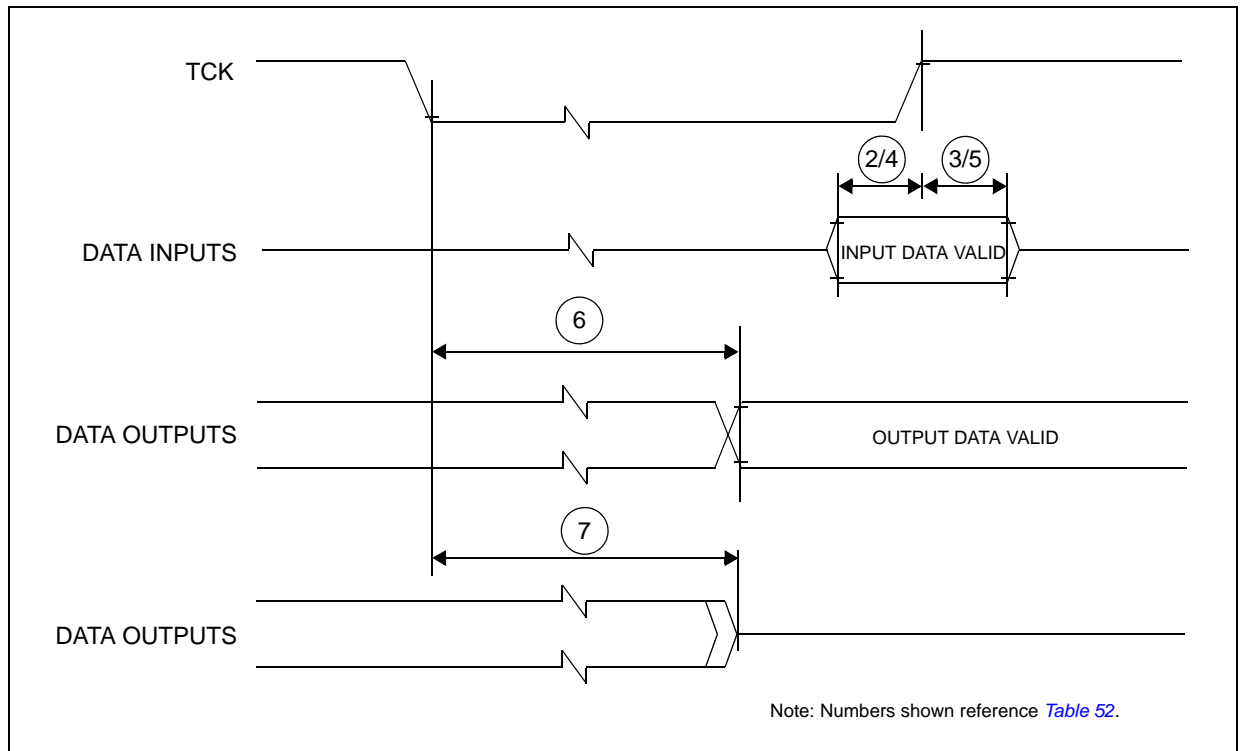 TCK
2/4
3/5
DATA INPUTS
INPUT DATA VALID
6
DATA OUTPUTS
OUTPUT DATA VALID
7
DATA OUTPUTS
Note: Numbers shown reference Table 52.